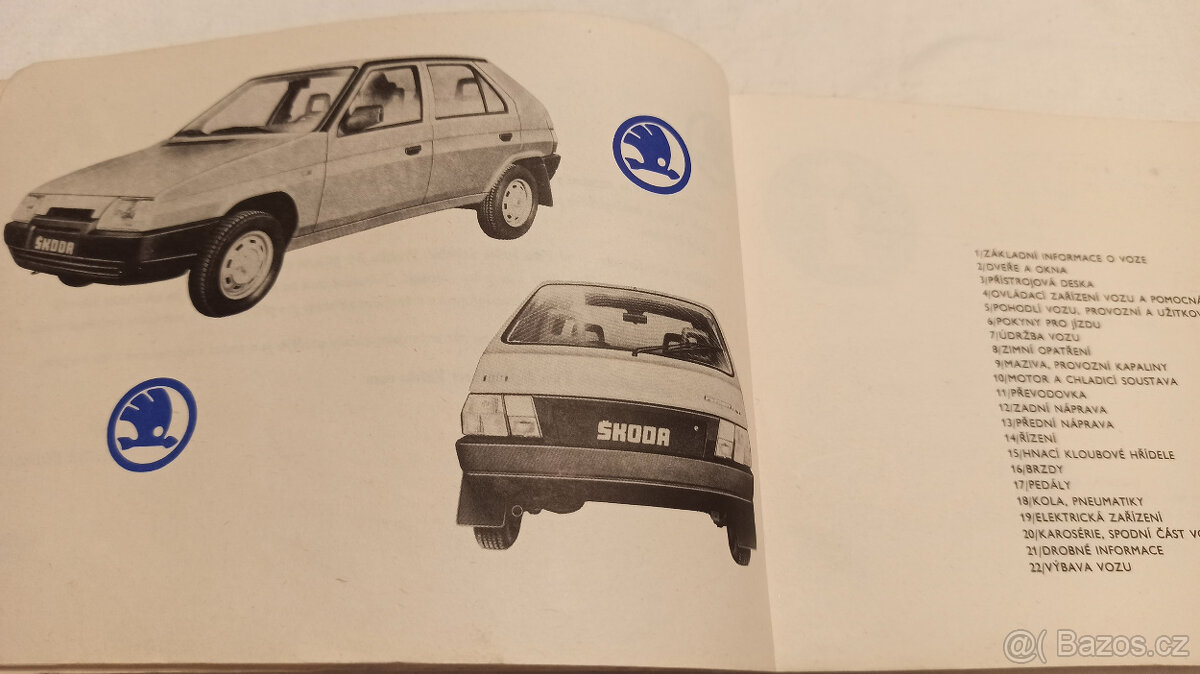 ŠKODA
ŠKODA
1/ZÁKLADNÍ INFORMACE O VOZE
2/DVEŘE A OKNA
3/PŘÍSTROJOVÁ DESKA
4/OVLÁDACÍ ZAŘÍZENÍ VOZU A POMOCNÁ
5/POHODLÍ VOZU, PROVOZNÍ A UŽITKOV
6/POKYNY PRO JÍZDU
7/ÚDRŽBA VOZU
8/ZIMNÍ OPATŘENÍ
9/MAZIVA, PROVOZNÍ KAPALINY
10/MOTOR A CHLADICÍ SOUSTAVA
11/PŘEVODOVKA
12/ZADNÍ NÁPRAVA
13/PŘEDNÍ NÁPRAVA
14/ŘÍZENÍ
15/HNACÍ KLOUBOVÉ HŘÍDELE
16/BRZDY
17/PEDÁLY
18/KOLA, PNEUMATIKY
19/ELEKTRICKÁ ZAŘÍZENÍ
20/KAROSÉRIE, SPODNÍ ČÁST VO
21/DROBNÉ INFORMACE
22/VÝBAVA VOZU
Bazos.cz